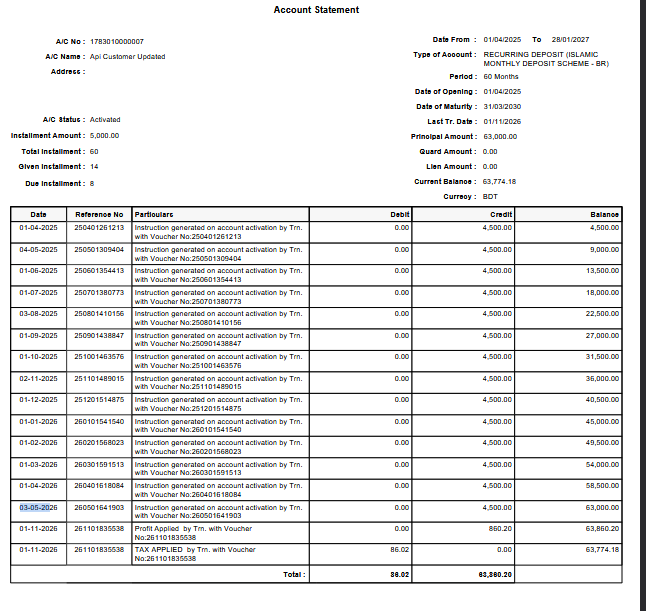 Account Statement
A/C No : 1783010000007
A/C Name : Api Customer Updated
Address :
A/C Status : Activated
Installment Amount : 5,000.00
Total Installment : 60
Given Installment : 14
Due Installment : 8
Date From : 01/04/2025 To 28/01/2027
Type of Account : RECURRING DEPOSIT (ISLAMIC
MONTHLY DEPOSIT SCHEME - BR)
Period : 60 Months
Date of Opening : 01/04/2025
Date of Maturity : 31/03/2030
Last Tr. Date : 01/11/2026
Principal Amount : 63,000.00
Quard Amount : 0.00
Lien Amount : 0.00
Current Balance : 63,774.18
Currecy : BDT
Date Reference No Particulars Debit Credit Balance
01-04-2025 250401261213 Instruction generated on account activation by Trn. 0.00 4,500.00 4,500.00
with Voucher No:250401261213
04-05-2025 250501309404 Instruction generated on account activation by Trn. 0.00 4,500.00 9,000.00
with Voucher No:250501309404
01-06-2025 250601354413 Instruction generated on account activation by Trn. 0.00 4,500.00 13,500.00
with Voucher No:250601354413
01-07-2025 250701380773 Instruction generated on account activation by Trn. 0.00 4,500.00 18,000.00
with Voucher No:250701380773
03-08-2025 250801410156 Instruction generated on account activation by Trn. 0.00 4,500.00 22,500.00
with Voucher No:250801410156
01-09-2025 250901438847 Instruction generated on account activation by Trn. 0.00 4,500.00 27,000.00
with Voucher No:250901438847
01-10-2025 251001463576 Instruction generated on account activation by Trn. 0.00 4,500.00 31,500.00
with Voucher No:251001463576
02-11-2025 251101489015 Instruction generated on account activation by Trn. 0.00 4,500.00 36,000.00
with Voucher No:251101489015
01-12-2025 251201514875 Instruction generated on account activation by Trn. 0.00 4,500.00 40,500.00
with Voucher No:251201514875
01-01-2026 260101541540 Instruction generated on account activation by Trn. 0.00 4,500.00 45,000.00
with Voucher No:260101541540
01-02-2026 260201568023 Instruction generated on account activation by Trn. 0.00 4,500.00 49,500.00
with Voucher No:260201568023
01-03-2026 260301591513 Instruction generated on account activation by Trn. 0.00 4,500.00 54,000.00
with Voucher No:260301591513
01-04-2026 260401618084 Instruction generated on account activation by Trn. 0.00 4,500.00 58,500.00
with Voucher No:260401618084
03-05-2026 260501641903 Instruction generated on account activation by Trn. 0.00 4,500.00 63,000.00
with Voucher No:260501641903
01-11-2026 261101835538 Profit Applied by Trn. with Voucher 0.00 860.20 63,860.20
No:261101835538
01-11-2026 261101835538 TAX APPLIED by Trn. with Voucher 86.02 0.00 63,774.18
No:261101835538
Total : 86.02 63,860.20